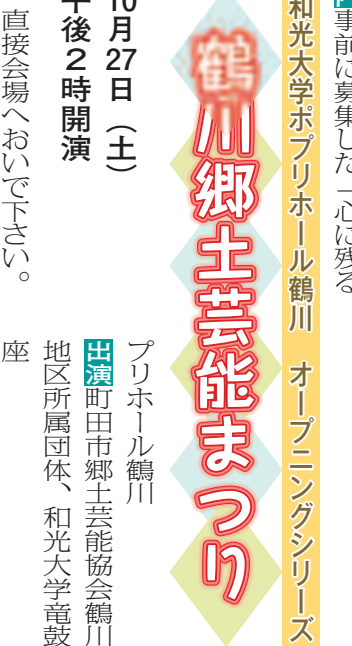 内事前に募集した「心に残る
和光大学ポプリホール鶴川 オープニングシリーズ
鶴川郷土芸能まつり
10月27日（土）
午後２時開演
直接会場へおいで下さい。
プリホール鶴川
出演町田市郷土芸能協会鶴川
地区所属団体、和光大学竜鼓
座